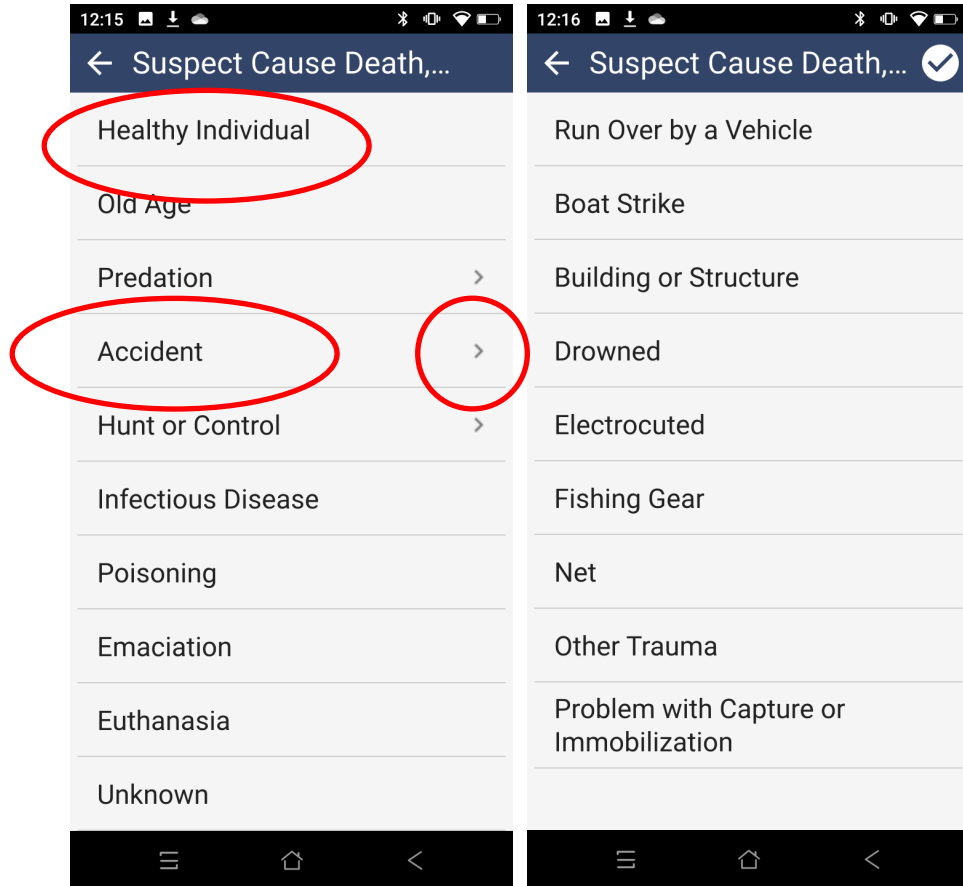 12:15
Suspect Cause Death,...
Healthy Individual
Old Age
Predation
Accident
Hunt or Control
Infectious Disease
Poisoning
Emaciation
Euthanasia
Unknown
12:16
Suspect Cause Death,...
Run Over by a Vehicle
Boat Strike
Building or Structure
Drowned
Electrocuted
Fishing Gear
Net
Other Trauma
Problem with Capture or
Immobilization